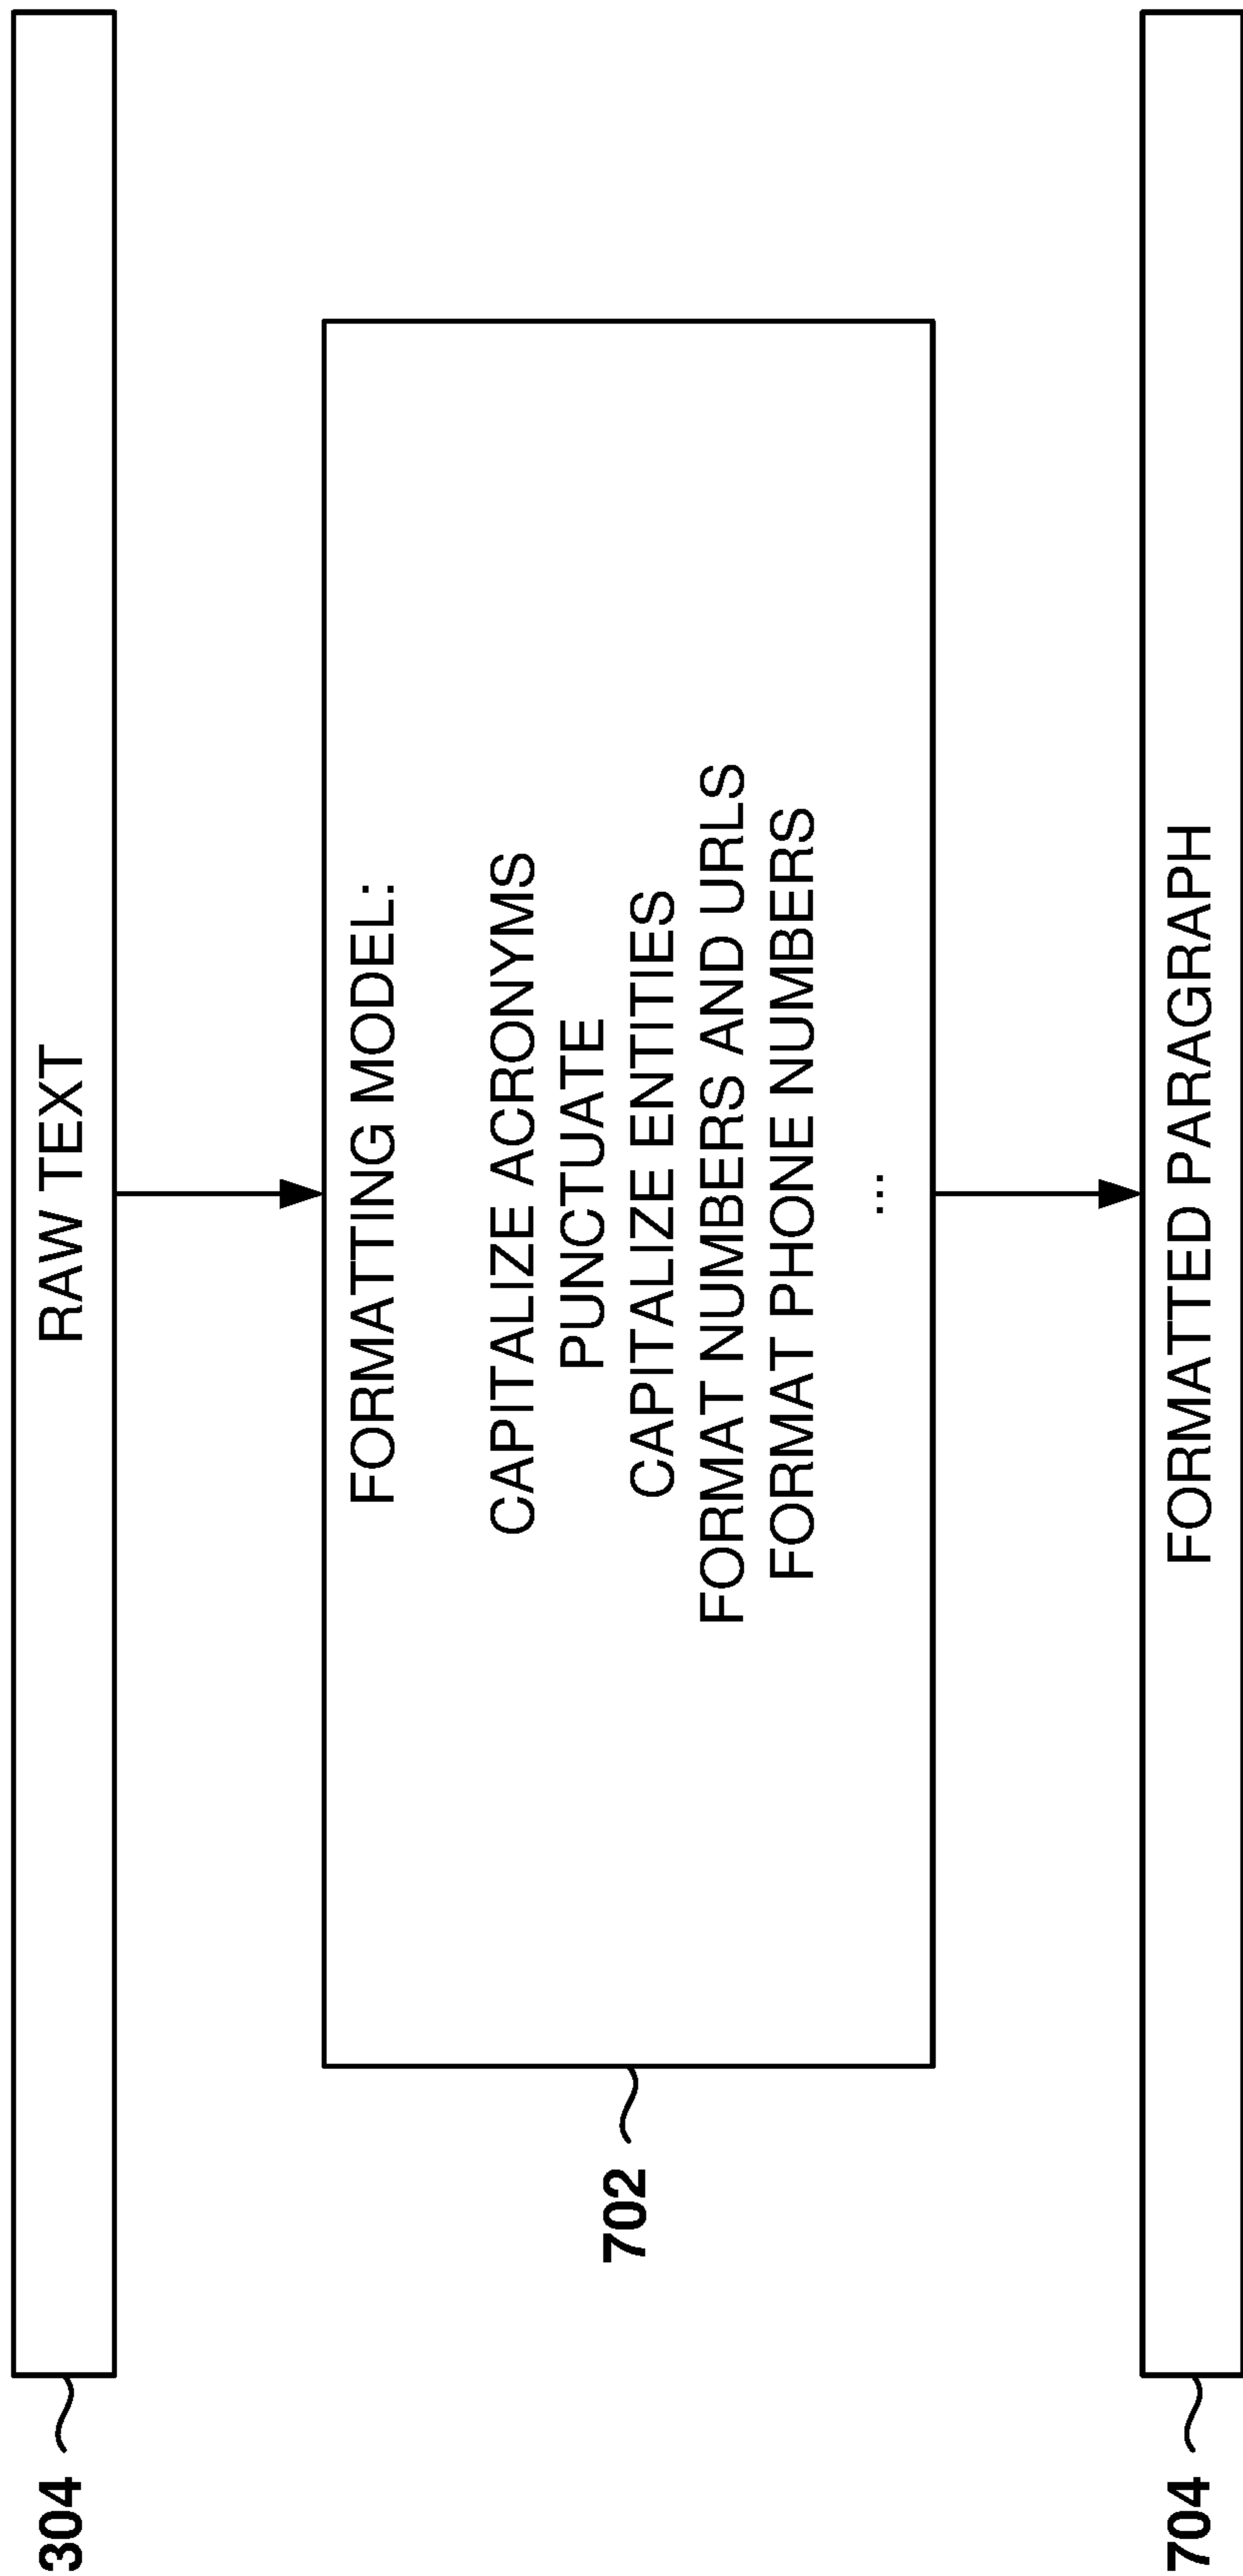 304
RAW TEXT
702
FORMATTING MODEL:
CAPITALIZE ACRONYMS
PUNCTUATE
CAPITALIZE ENTITIES
FORMAT NUMBERS AND URLS
FORMAT PHONE NUMBERS
...
704
FORMATTED PARAGRAPH